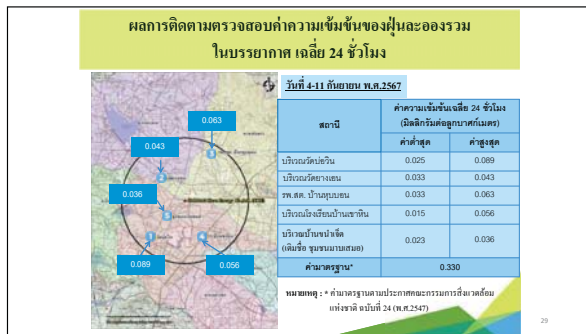 ผลการติดตามตรวจสอบค่าความเข้มข้นของฝุ่นละอองรวม
ในบรรยากาศ เฉลี่ย 24 ชั่วโมง
วันที่ 4-11 กันยายน พ.ศ.2567
0.063
0.043
0.036
0.089
0.056
3
2
5
1
4
สถานี
ค่าความเข้มข้นเฉลี่ย 24 ชั่วโมง
(มิลลิกรัมต่อลูกบาศก์เมตร)
ค่าต่ำสุด ค่าสูงสุด
บริเวณวัดบ่อวิน 0.025 0.089
บริเวณวัดยางเอน 0.033 0.043
รพ.สต. บ้านหุบบอน 0.033 0.063
บริเวณโรงเรียนบ้านเขาหิน 0.015 0.056
บริเวณบ้านชนำเจ็ด 0.023 0.036
(เดิมชื่อ ชุมชนมาบเสมอ)
ค่ามาตรฐาน* 0.330
หมายเหตุ : * ค่ามาตรฐานตามประกาศคณะกรรมการสิ่งแวดล้อม
แห่งชาติ ฉบับที่ 24 (พ.ศ.2547)
29